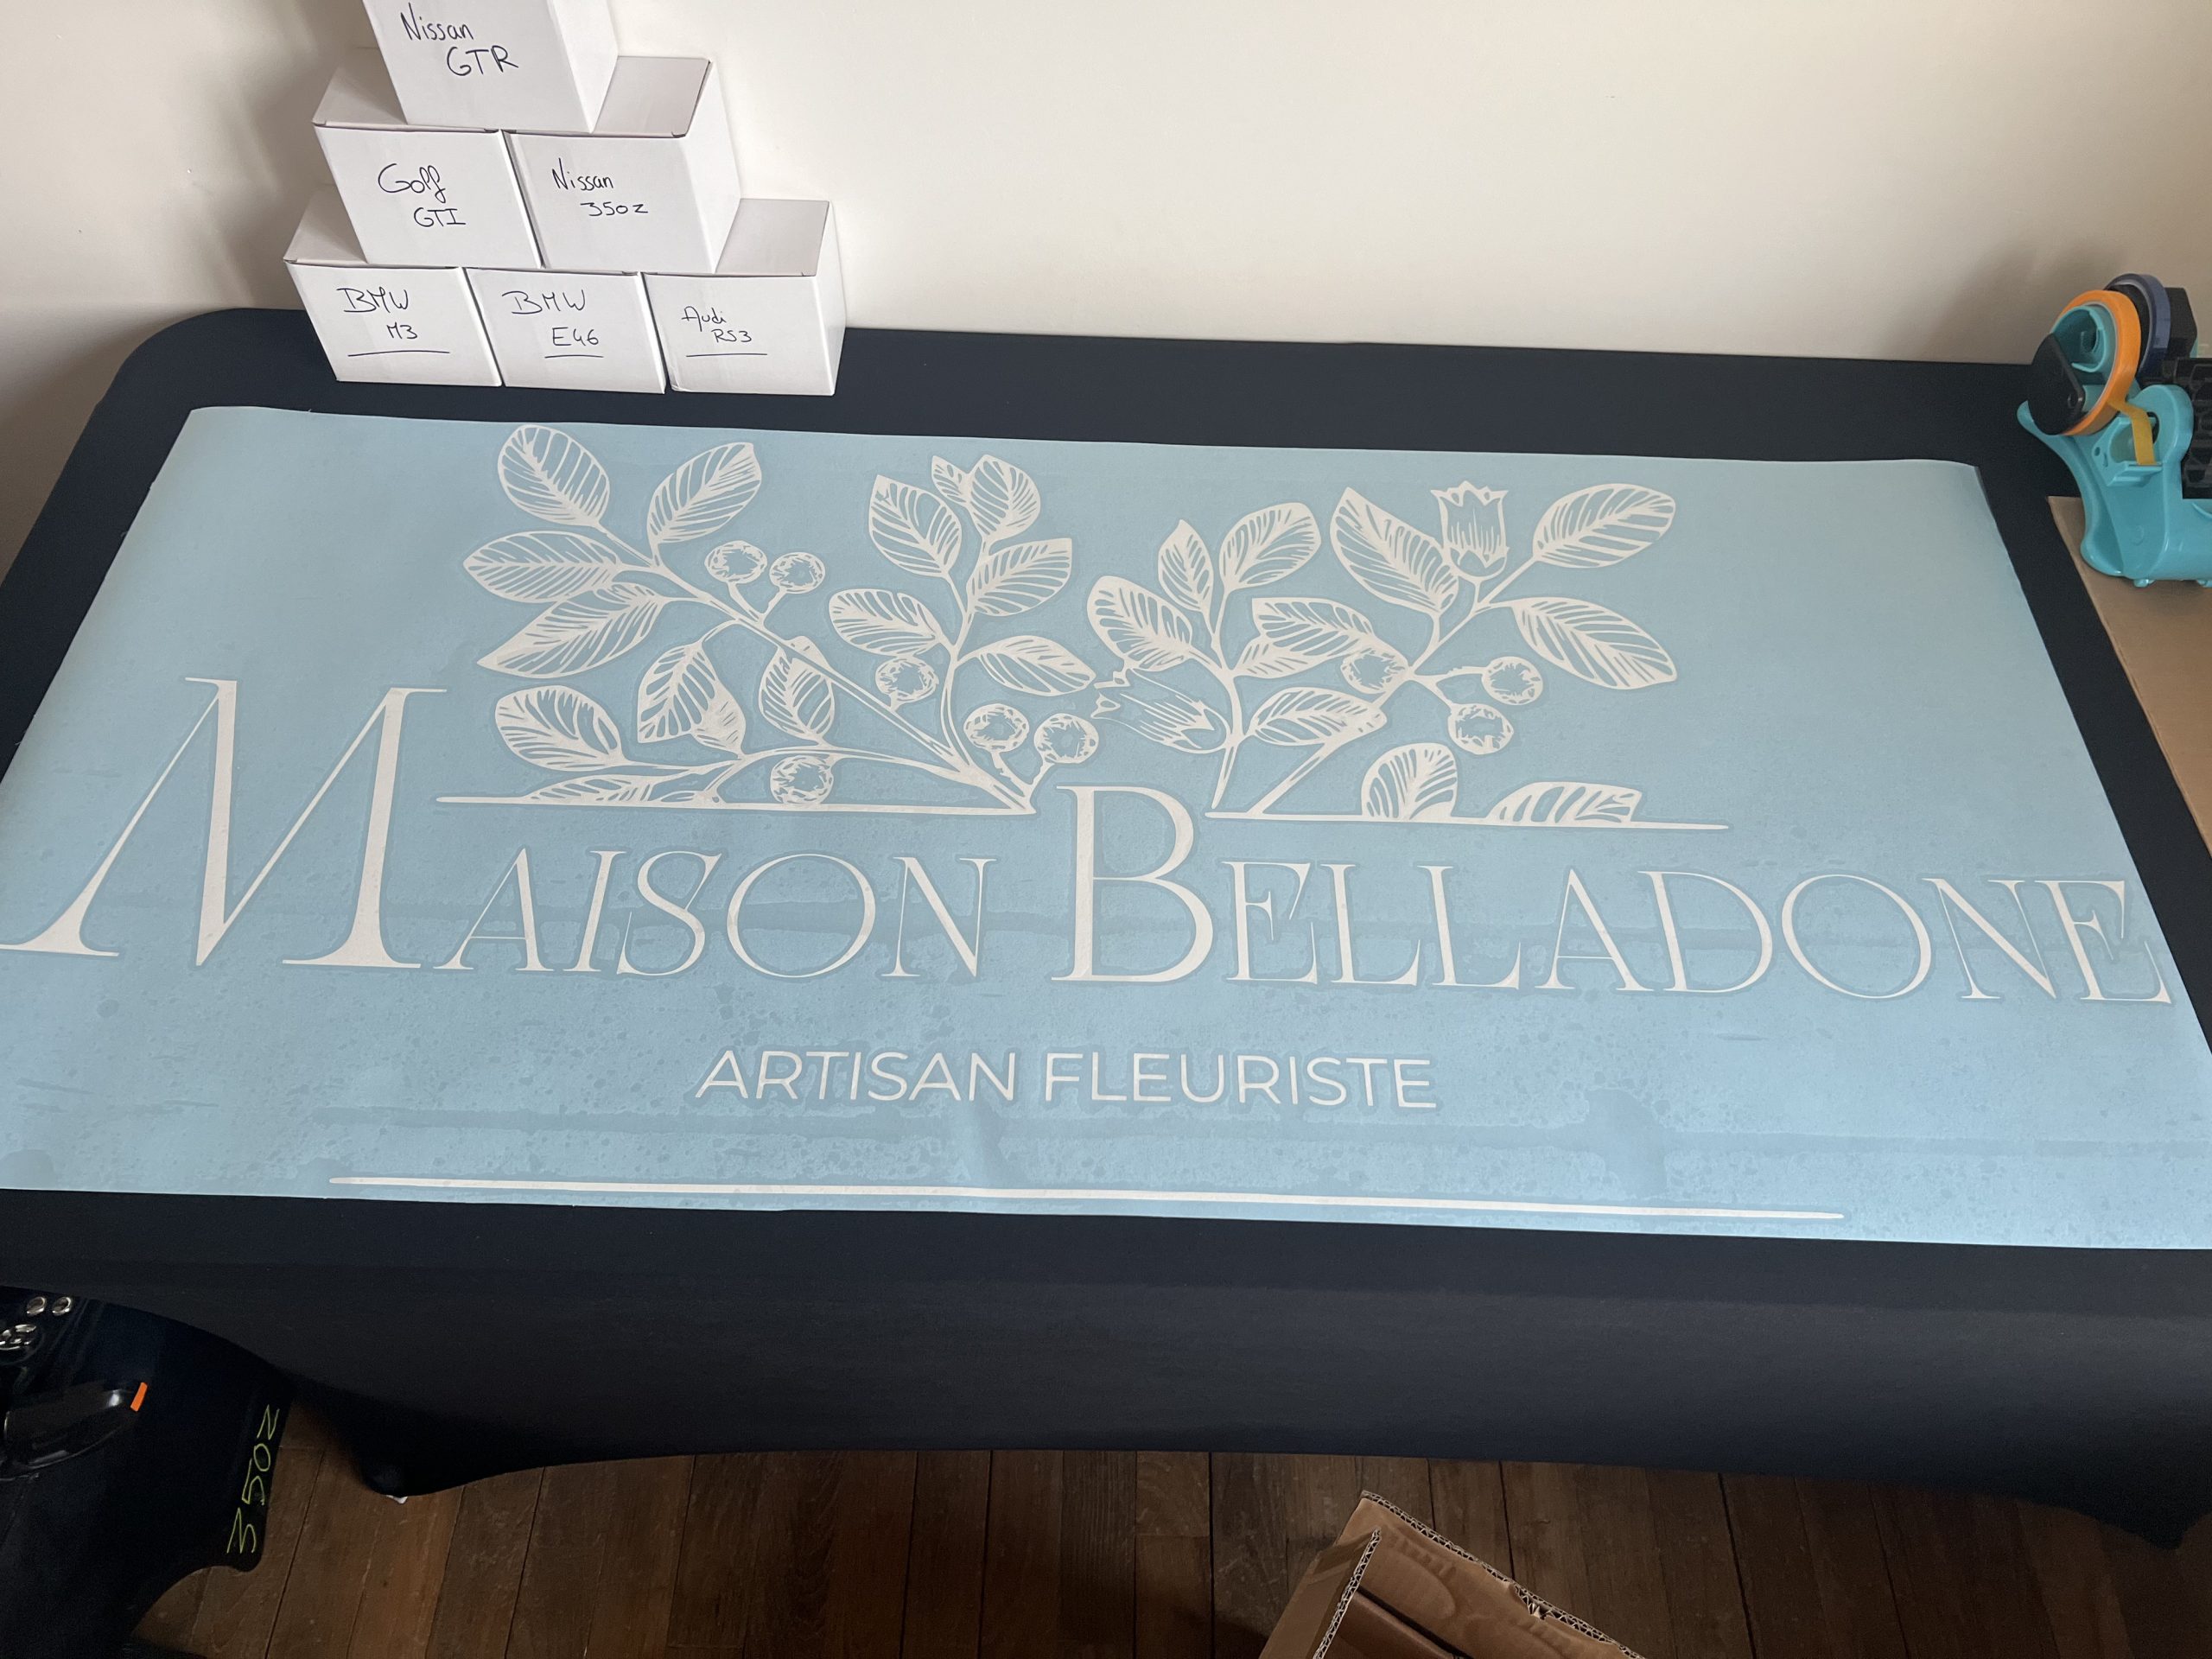 Nissan
GTR
Golf
GTI
Nissan
350z
BMW
M3
BMW
E46
Audi
RS3
MAISON BELLADONE
ARTISAN FLEURISTE
350Z